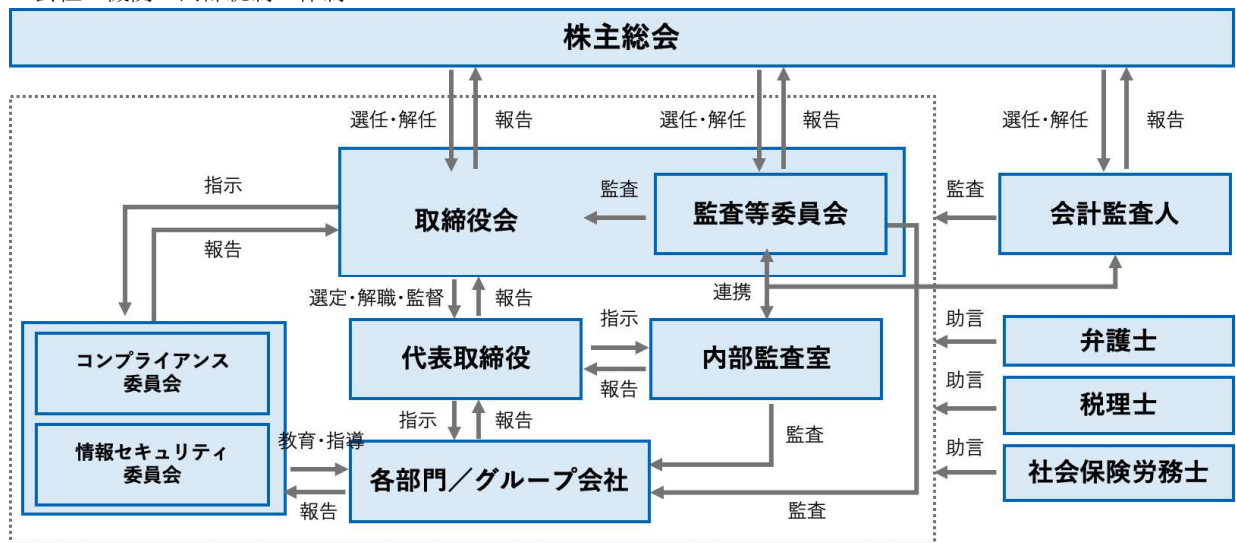 株主総会
選任・解任
報告
選任・解任
報告
選任・解任
報告
指示
報告
取締役会
監査
監査等委員会
監査
会計監査人
選定・解職・監督
報告
連携
コンプライアンス
委員会
情報セキュリティ
委員会
代表取締役
指示
報告
内部監査室
助言
弁護士
助言
税理士
助言
社会保険労務士
指示
報告
監査
教育・指導
報告
各部門／グループ会社
監査